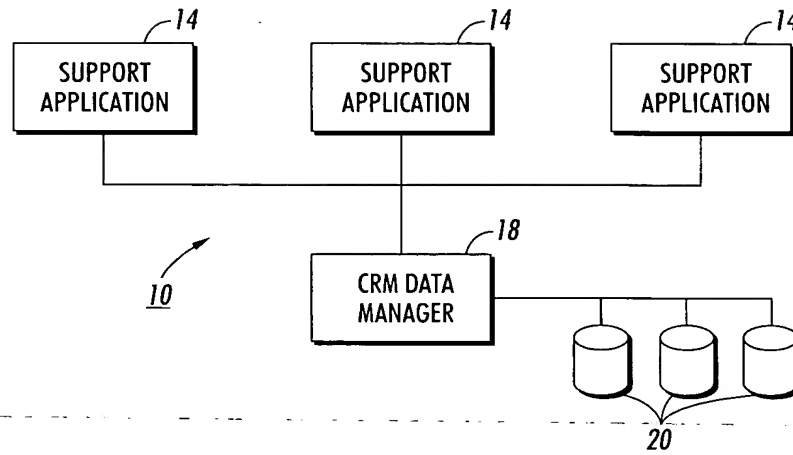 14
14
14
SUPPORT
APPLICATION
SUPPORT
APPLICATION
SUPPORT
APPLICATION
18
CRM DATA
MANAGER
10
20